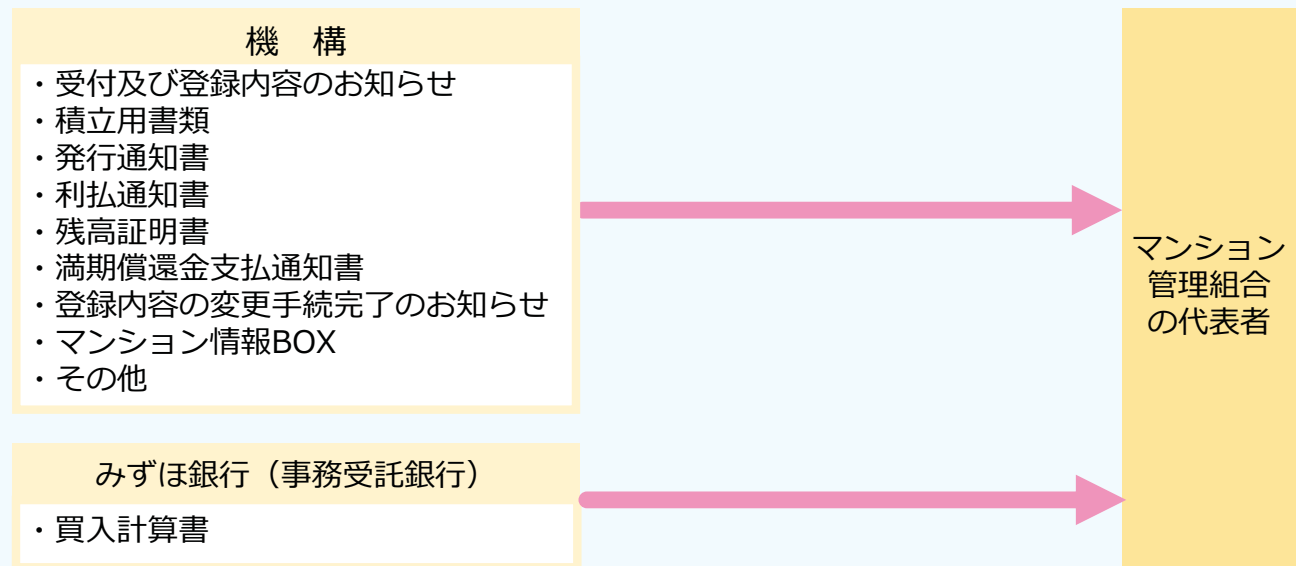 機　構
・受付及び登録内容のお知らせ
・積立用書類
・発行通知書
・利払通知書
・残高証明書
・満期償還金支払通知書
・登録内容の変更手続完了のお知らせ
・マンション情報BOX
・その他
みずほ銀行（事務受託銀行）
・買入計算書
マンション
管理組合
の代表者